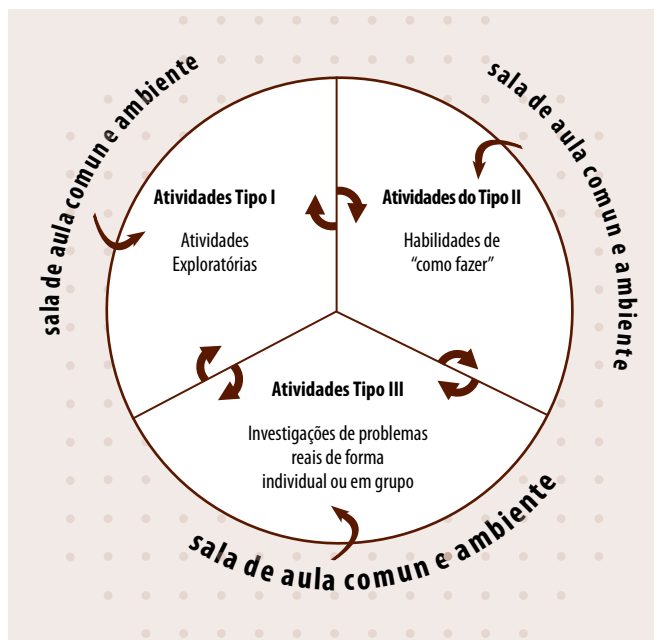 sala de aula comun e ambiente
sala de aula comun e ambiente
Atividades Tipo I
Atividades
Exploratórias
Atividades do Tipo II
Habilidades de
“como fazer”
Atividades Tipo III
Investigações de problemas
reais de forma
individual ou em grupo
sala de aula comun e ambiente